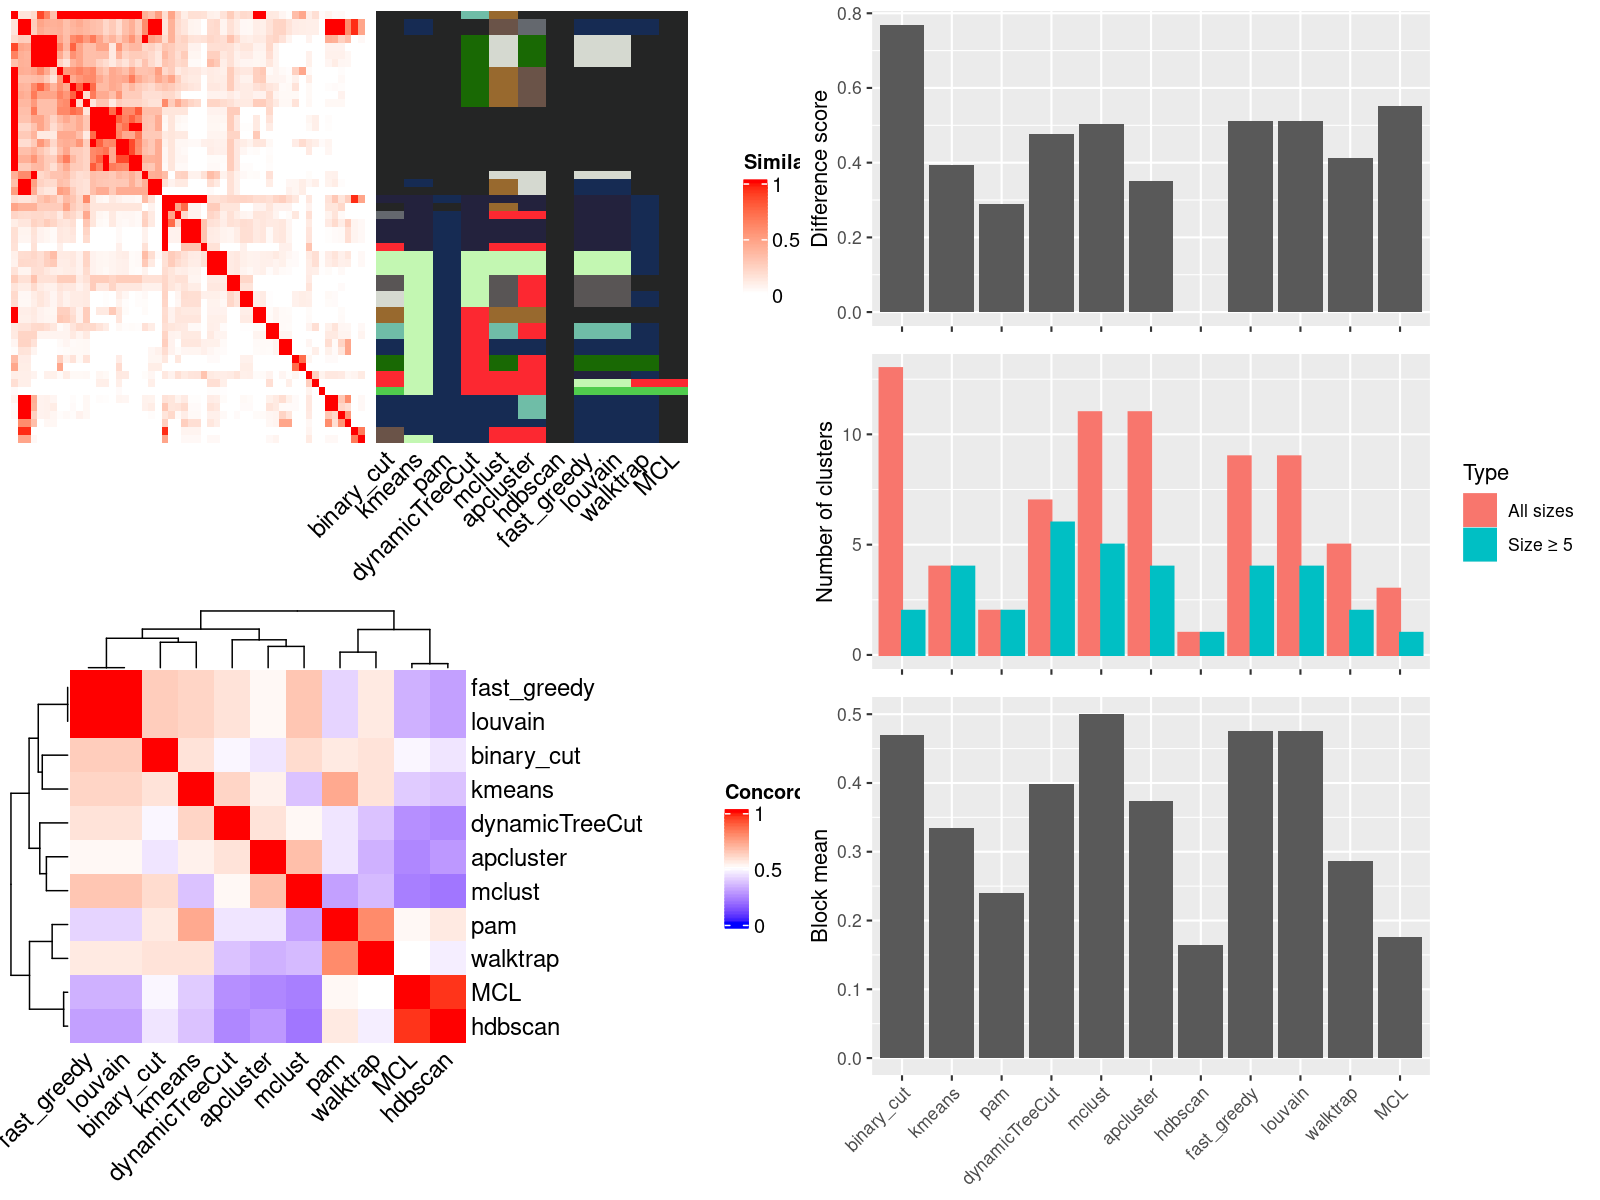 Simila
1
0.5
0
binary_cut
kmeans
pam
dynamicTreeCut
mclust
apcluster
hdbscan
fast_greedy
louvain
walktrap
MCL
fast_greedy
louvain
binary_cut
kmeans
dynamicTreeCut
apcluster
mclust
pam
walktrap
MCL
hdbscan
Concord
1
0.5
0
fast_greedy
louvain
binary_cut
kmeans
dynamicTreeCut
apcluster
mclust
pam
walktrap
MCL
hdbscan
Difference score
0.8
0.6
0.4
0.2
0.0
Number of clusters
10
5
0
Type
All sizes
Size ≥ 5
Block mean
0.5
0.4
0.3
0.2
0.1
0.0
binary_cut
kmeans
pam
dynamicTreeCut
mclust
apcluster
hdbscan
fast_greedy
louvain
walktrap
MCL